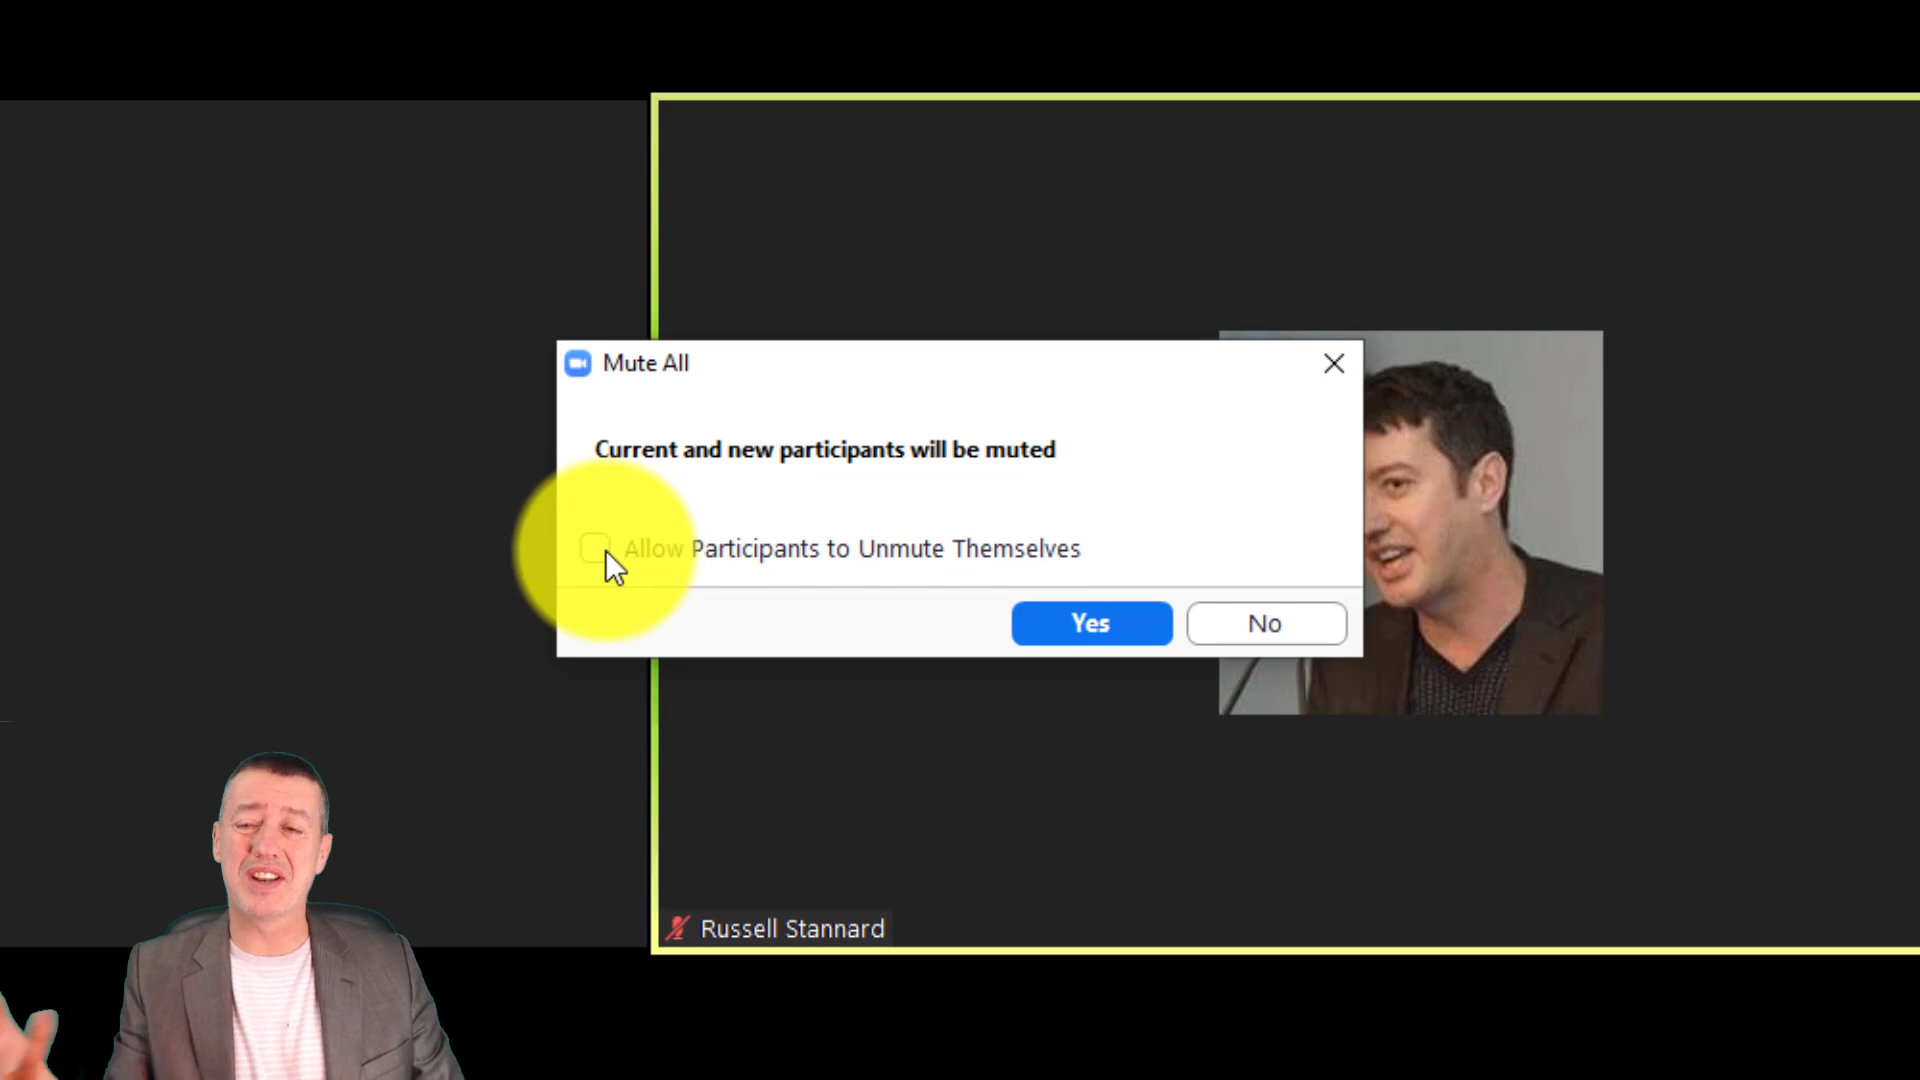 Mute All
Current and new participants will be muted
Allow Participants to Unmute Themselves
Yes
No
Russell Stannard